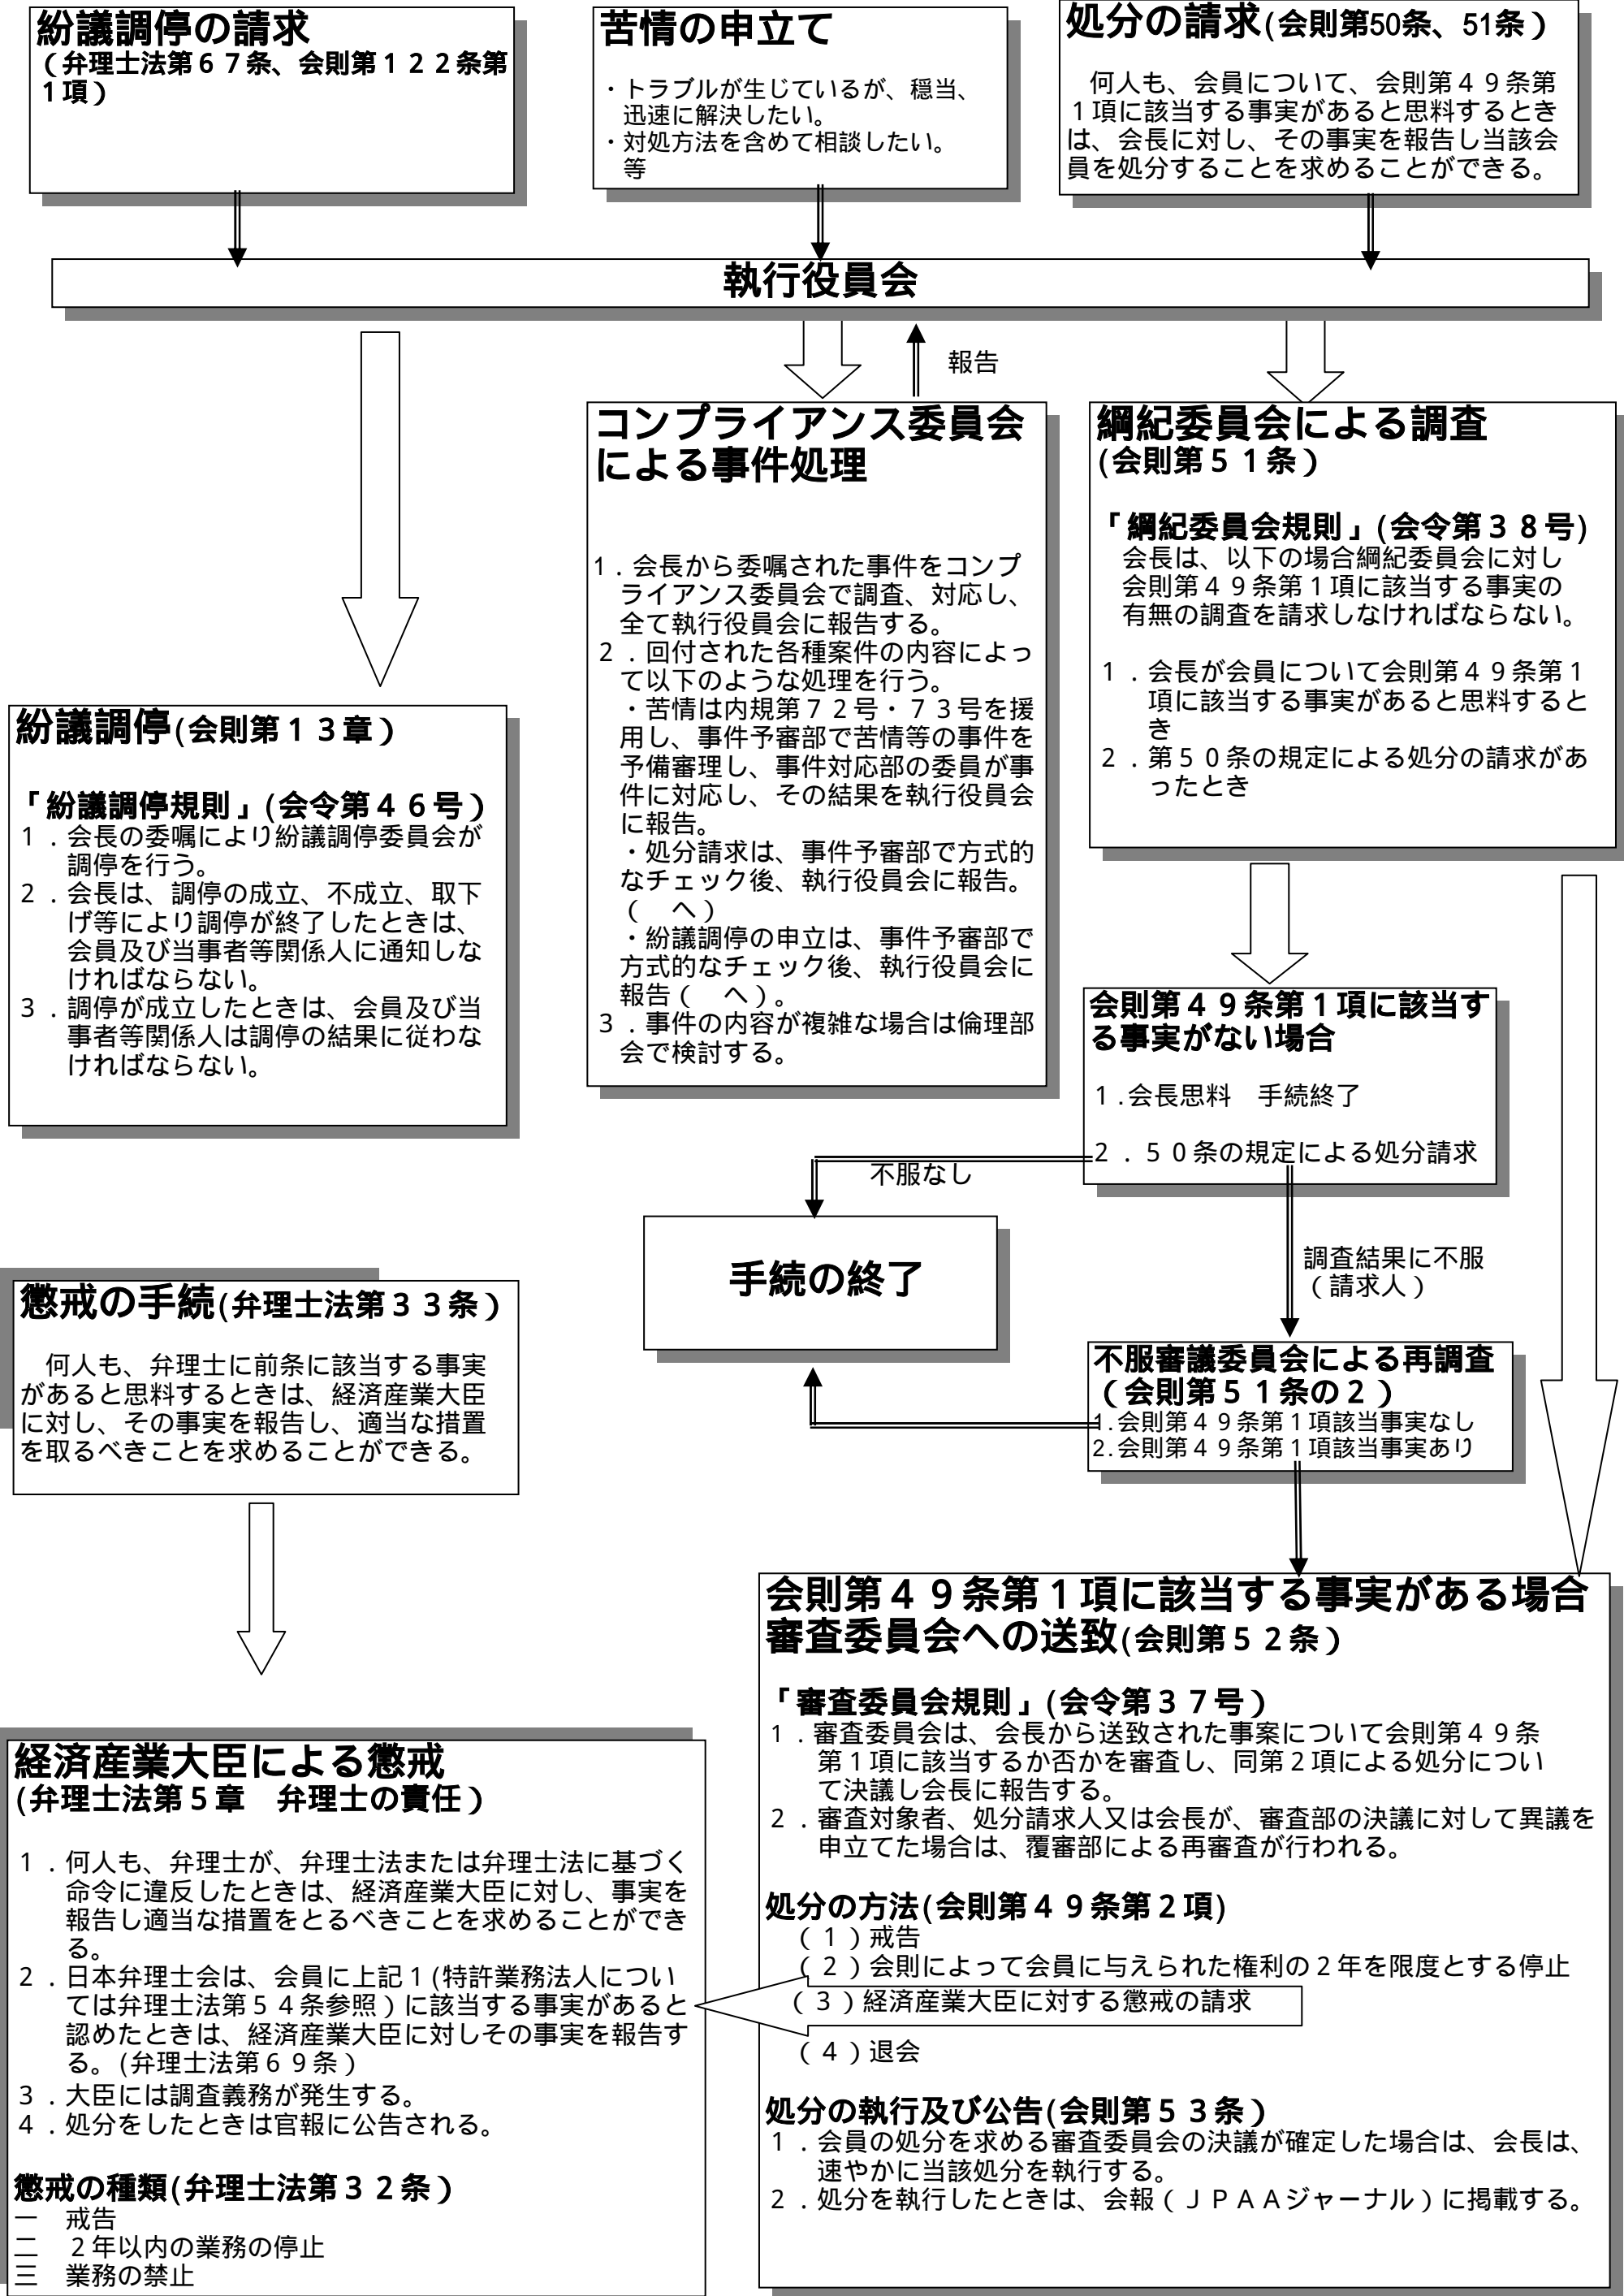 紛議調停の請求
（弁理士法第６７条、会則第１２２条第
１項）
苦情の申立て
・トラブルが生じているが、穏当、
迅速に解決したい。
・対処方法を含めて相談したい。
等
処分の請求(会則第50条、51条）
何人も、会員について、会則第４９条第
１項に該当する事実があると思料するとき
は、会長に対し、その事実を報告し当該会
員を処分することを求めることができる。
執行役員会
報告
コンプライアンス委員会
による事件処理
１．会長から委嘱された事件をコンプ
ライアンス委員会で調査、対応し、
全て執行役員会に報告する。
２．回付された各種案件の内容によっ
て以下のような処理を行う。
・苦情は内規第７２号・７３号を援
用し、事件予審部で苦情等の事件を
予備審理し、事件対応部の委員が事
件に対応し、その結果を執行役員会
に報告。
・処分請求は、事件予審部で方式的
なチェック後、執行役員会に報告。
（　へ）
・紛議調停の申立は、事件予審部で
方式的なチェック後、執行役員会に
報告（　へ）。
３．事件の内容が複雑な場合は倫理部
会で検討する。
綱紀委員会による調査
(会則第５１条）
「綱紀委員会規則」(会令第３８号)
会長は、以下の場合綱紀委員会に対し
会則第４９条第１項に該当する事実の
有無の調査を請求しなければならない。
１．会長が会員について会則第４９条第１
項に該当する事実があると思料すると
き
２．第５０条の規定による処分の請求があ
ったとき
紛議調停(会則第１３章）
「紛議調停規則」(会令第４６号）
１．会長の委嘱により紛議調停委員会が
調停を行う。
２．会長は、調停の成立、不成立、取下
げ等により調停が終了したときは、
会員及び当事者等関係人に通知しな
ければならない。
３．調停が成立したときは、会員及び当
事者等関係人は調停の結果に従わな
ければならない。
会則第４９条第１項に該当す
る事実がない場合
１.会長思料　手続終了
２．５０条の規定による処分請求
不服なし
手続の終了
調査結果に不服
（請求人）
不服審議委員会による再調査
（会則第５１条の２）
1.会則第４９条第１項該当事実なし
2.会則第４９条第１項該当事実あり
懲戒の手続(弁理士法第３３条）
何人も、弁理士に前条に該当する事実
があると思料するときは、経済産業大臣
に対し、その事実を報告し、適当な措置
を取るべきことを求めることができる。
会則第４９条第１項に該当する事実がある場合
審査委員会への送致(会則第５２条）
「審査委員会規則」(会令第３７号）
１．審査委員会は、会長から送致された事案について会則第４９条
第１項に該当するか否かを審査し、同第２項による処分につい
て決議し会長に報告する。
２．審査対象者、処分請求人又は会長が、審査部の決議に対して異議を
申立てた場合は、覆審部による再審査が行われる。
処分の方法(会則第４９条第２項)
（１）戒告
（２）会則によって会員に与えられた権利の２年を限度とする停止
（３）経済産業大臣に対する懲戒の請求
（４）退会
処分の執行及び公告(会則第５３条）
１．会員の処分を求める審査委員会の決議が確定した場合は、会長は、
速やかに当該処分を執行する。
２．処分を執行したときは、会報（ＪＰＡＡジャーナル）に掲載する。
経済産業大臣による懲戒
(弁理士法第５章　弁理士の責任）
１．何人も、弁理士が、弁理士法または弁理士法に基づく
命令に違反したときは、経済産業大臣に対し、事実を
報告し適当な措置をとるべきことを求めることができ
る。
２．日本弁理士会は、会員に上記１(特許業務法人につい
ては弁理士法第５４条参照）に該当する事実があると
認めたときは、経済産業大臣に対しその事実を報告す
る。(弁理士法第６９条）
３．大臣には調査義務が発生する。
４．処分をしたときは官報に公告される。
懲戒の種類(弁理士法第３２条）
一　戒告
二　２年以内の業務の停止
三　業務の禁止